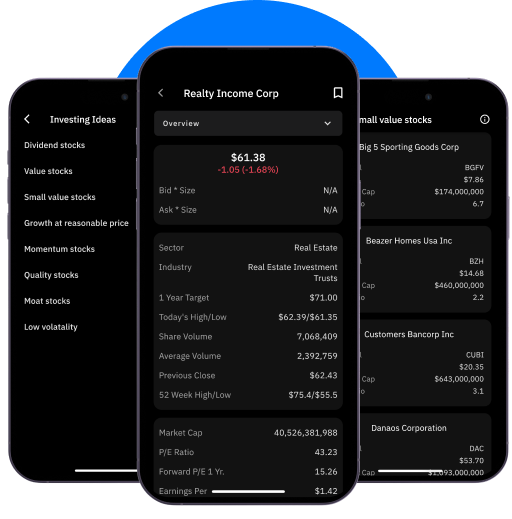 Investing Ideas
Dividend stocks
Value stocks
Small value stocks
Growth at reasonable price
Momentum stocks
Quality stocks
Moat stocks
Low volatality
Realty Income Corp
Overview
$61.38
-1.05 (-1.68%)
Bid * Size N/A
Ask * Size N/A
Sector Real Estate
Industry Real Estate Investment
Trusts
1 Year Target $71.00
Today's High/Low $62.39/$61.35
Share Volume 7,068,409
Average Volume 2,392,759
Previous Close $62.43
52 Week High/Low $75.4/$55.5
Market Cap 40,526,381,988
P/E Ratio 43.23
Forward P/E 1 Yr. 15.26
Earnings Per $1.42
mall value stocks
Big 5 Sporting Goods Corp
BGFV
$7.86
Cap $174,000,000
6.7
Beazer Homes Usa Inc
BZH
$14.68
Cap $460,000,000
2.2
Customers Bancorp Inc
CUBI
$20.35
Cap $643,000,000
3.1
Danaos Corporation
DAC
$53.70
Cap $1,093,000,000